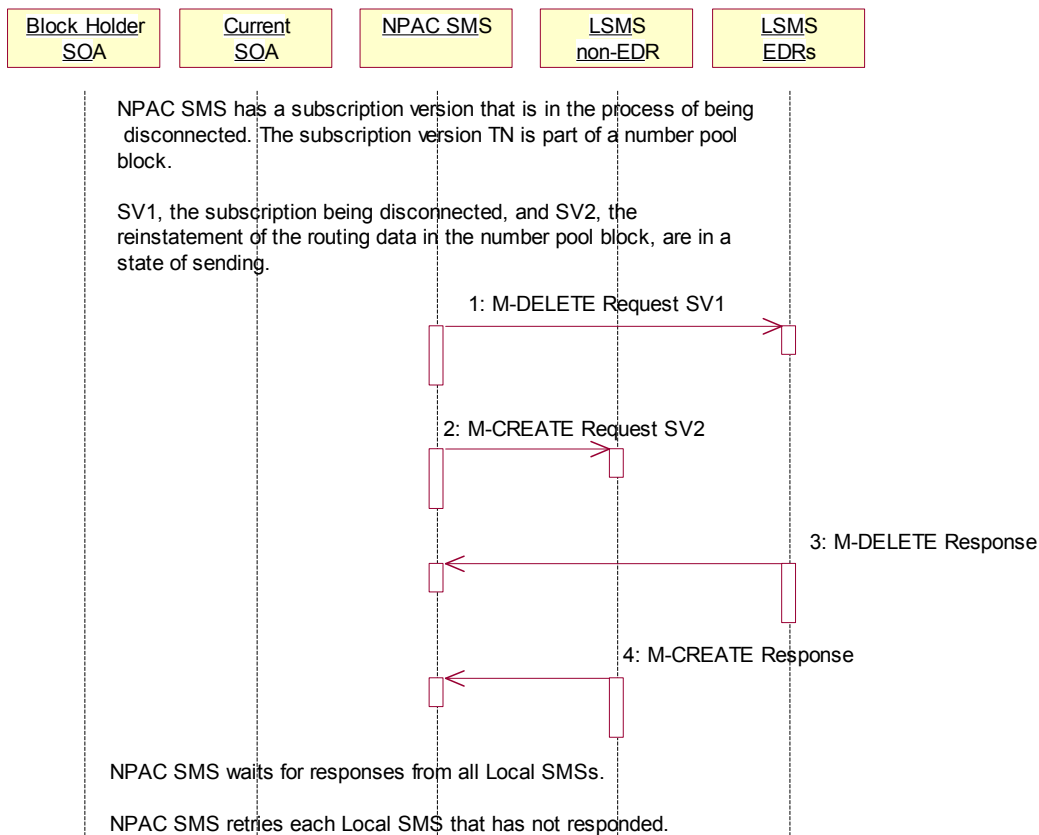 Block Holder
SOA
Current
SOA
NPAC SMS
LSMS
non-EDR
LSMS
EDRs
NPAC SMS has a subscription version that is in the process of being
disconnected. The subscription version TN is part of a number pool
block.
SV1, the subscription being disconnected, and SV2, the
reinstatement of the routing data in the number pool block, are in a
state of sending.
1: M-DELETE Request SV1
2: M-CREATE Request SV2
3: M-DELETE Response
4: M-CREATE Response
NPAC SMS waits for responses from all Local SMSs.
NPAC SMS retries each Local SMS that has not responded.